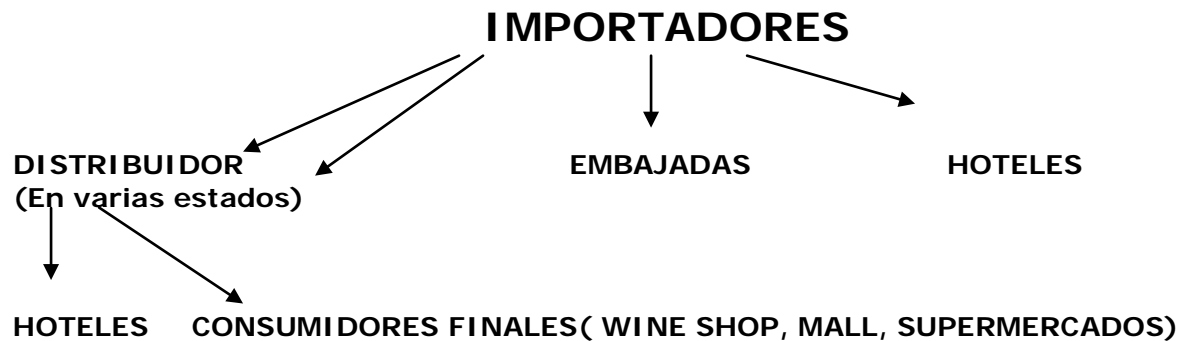 IMPORTADORES
DISTRIBUIDOR EMBAJADAS HOTELES
(En varias estados)
HOTELES CONSUMIDORES FINALES( WINE SHOP, MALL, SUPERMERCADOS)